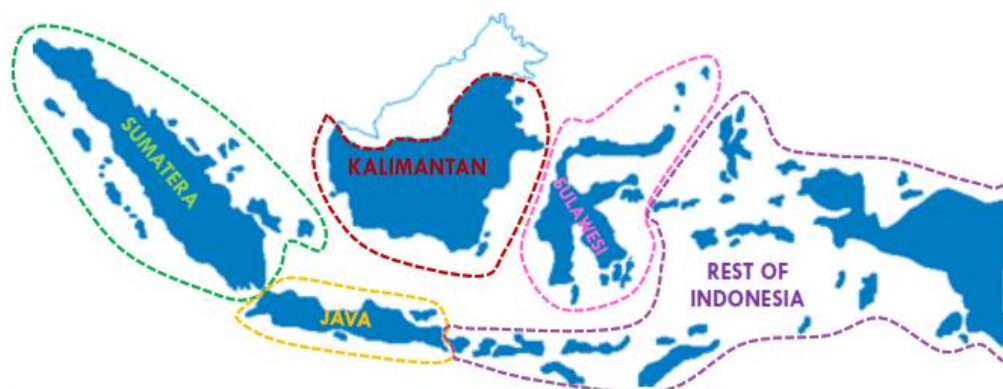 SUMATERA
KALIMANTAN
SULAWESI
JAVA
REST OF
INDONESIA